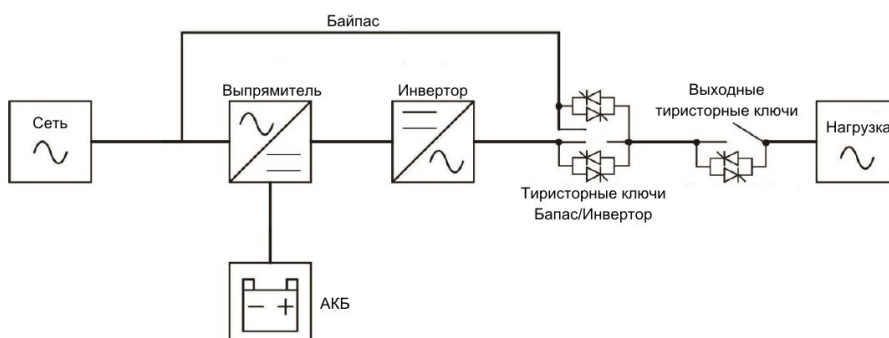 Байпас
Выпрямитель
Инвертор
Выходные
тиристорные ключи
Сеть
Нагрузка
Тиристорные ключи
Бапас/Инвертор
АКБ